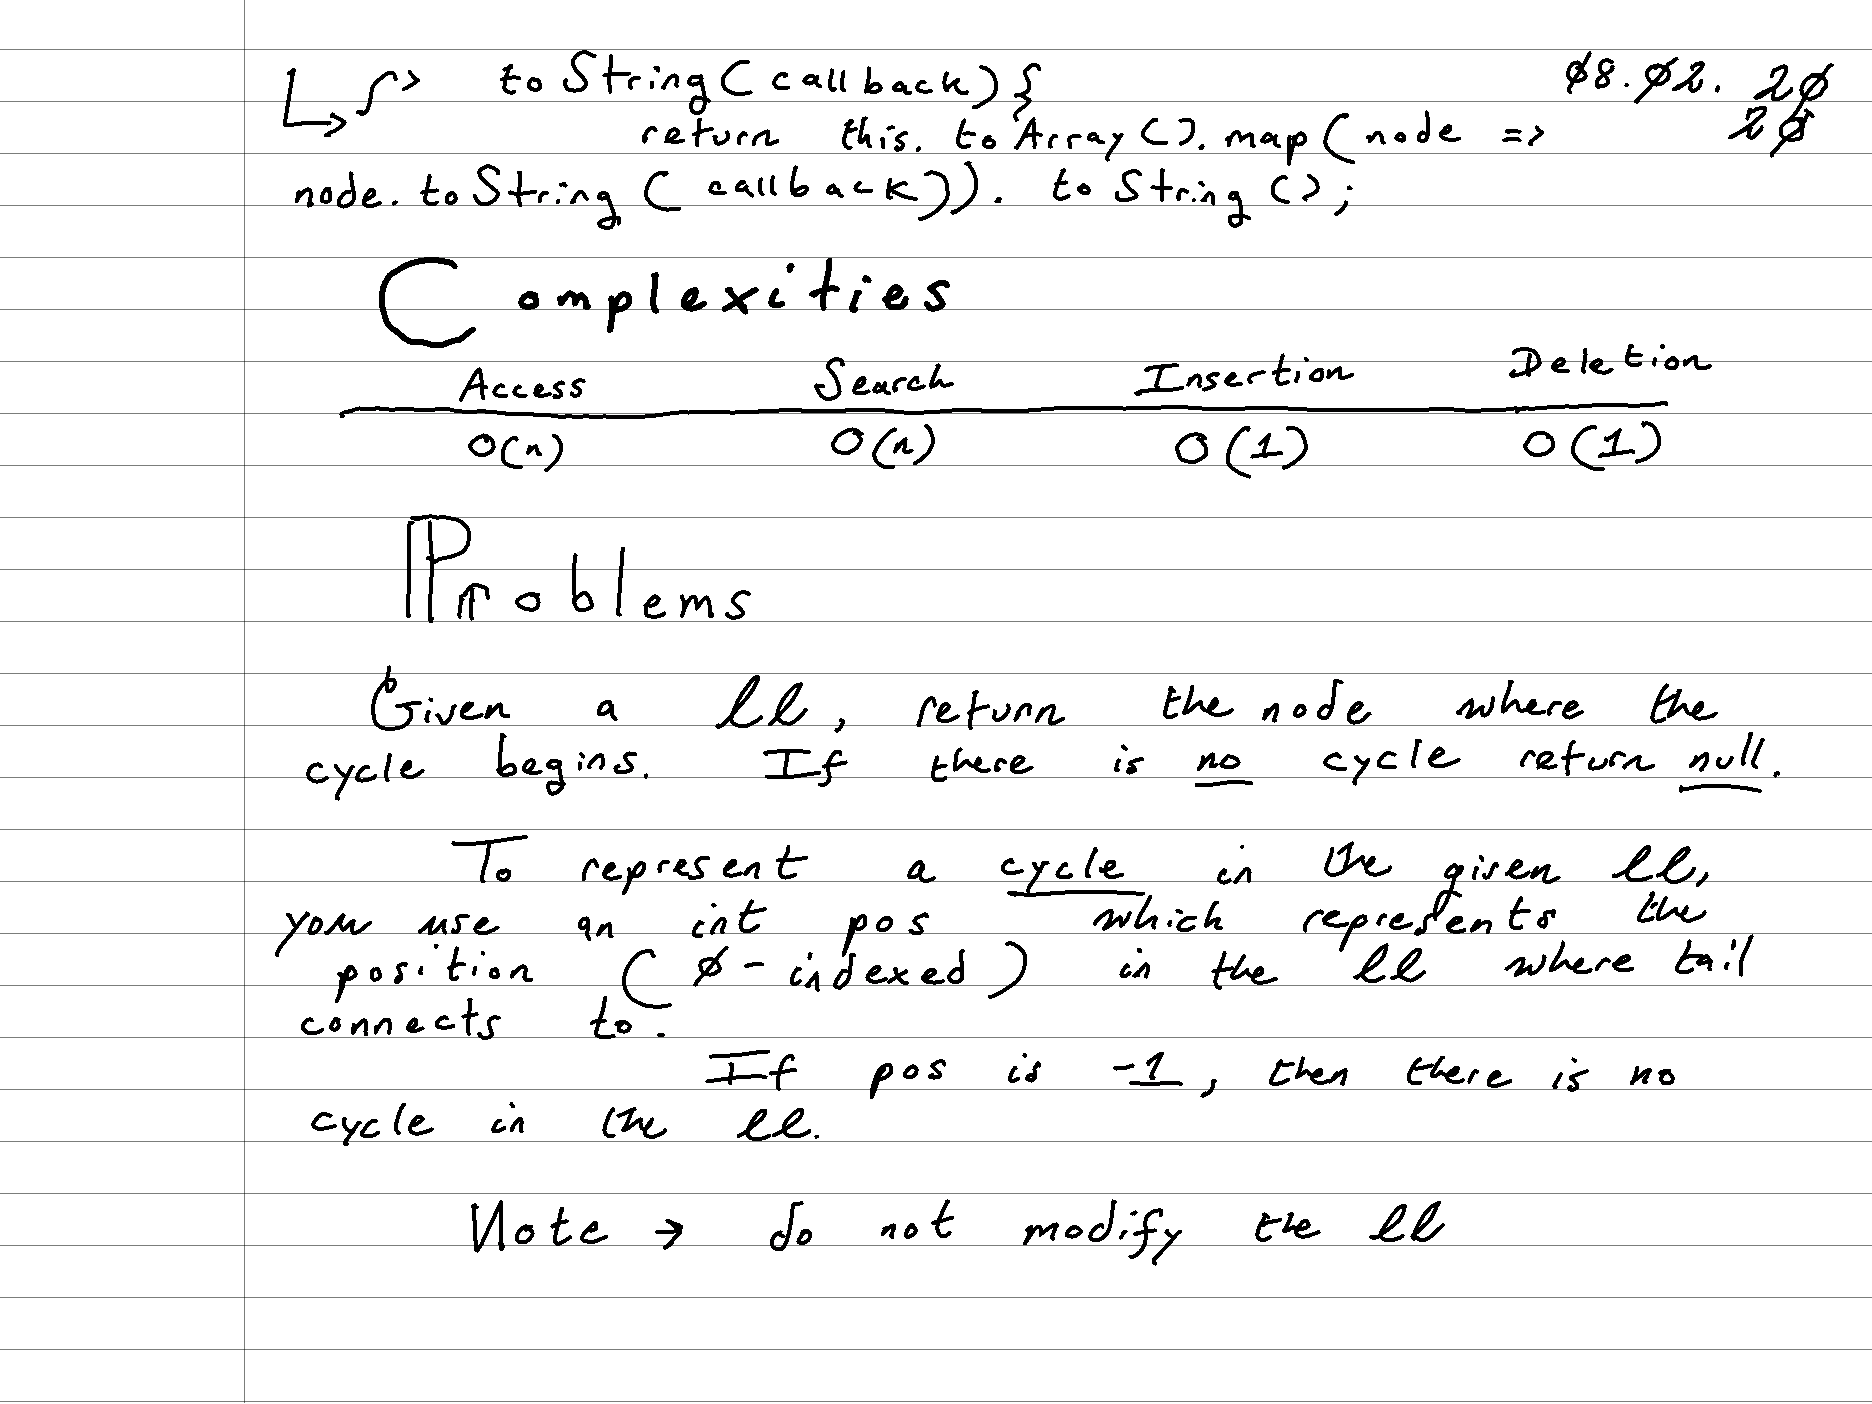 toString(callback){ ø8.ø2.2ø
return this.toArray().map(node => 2ø
node.toString(callback)).toString();
Complexities
Access Search Insertion Deletion
O(n) O(n) O(1) O(1)
Problems
Given a ll, return the node where the
cycle begins. If there is no cycle return null.
To represent a cycle in the given ll,
you use an int pos which represents the
position (ø-indexed) in the ll where tail
connects to.
If pos is -1, then there is no
cycle in the ll.
Note → do not modify the ll